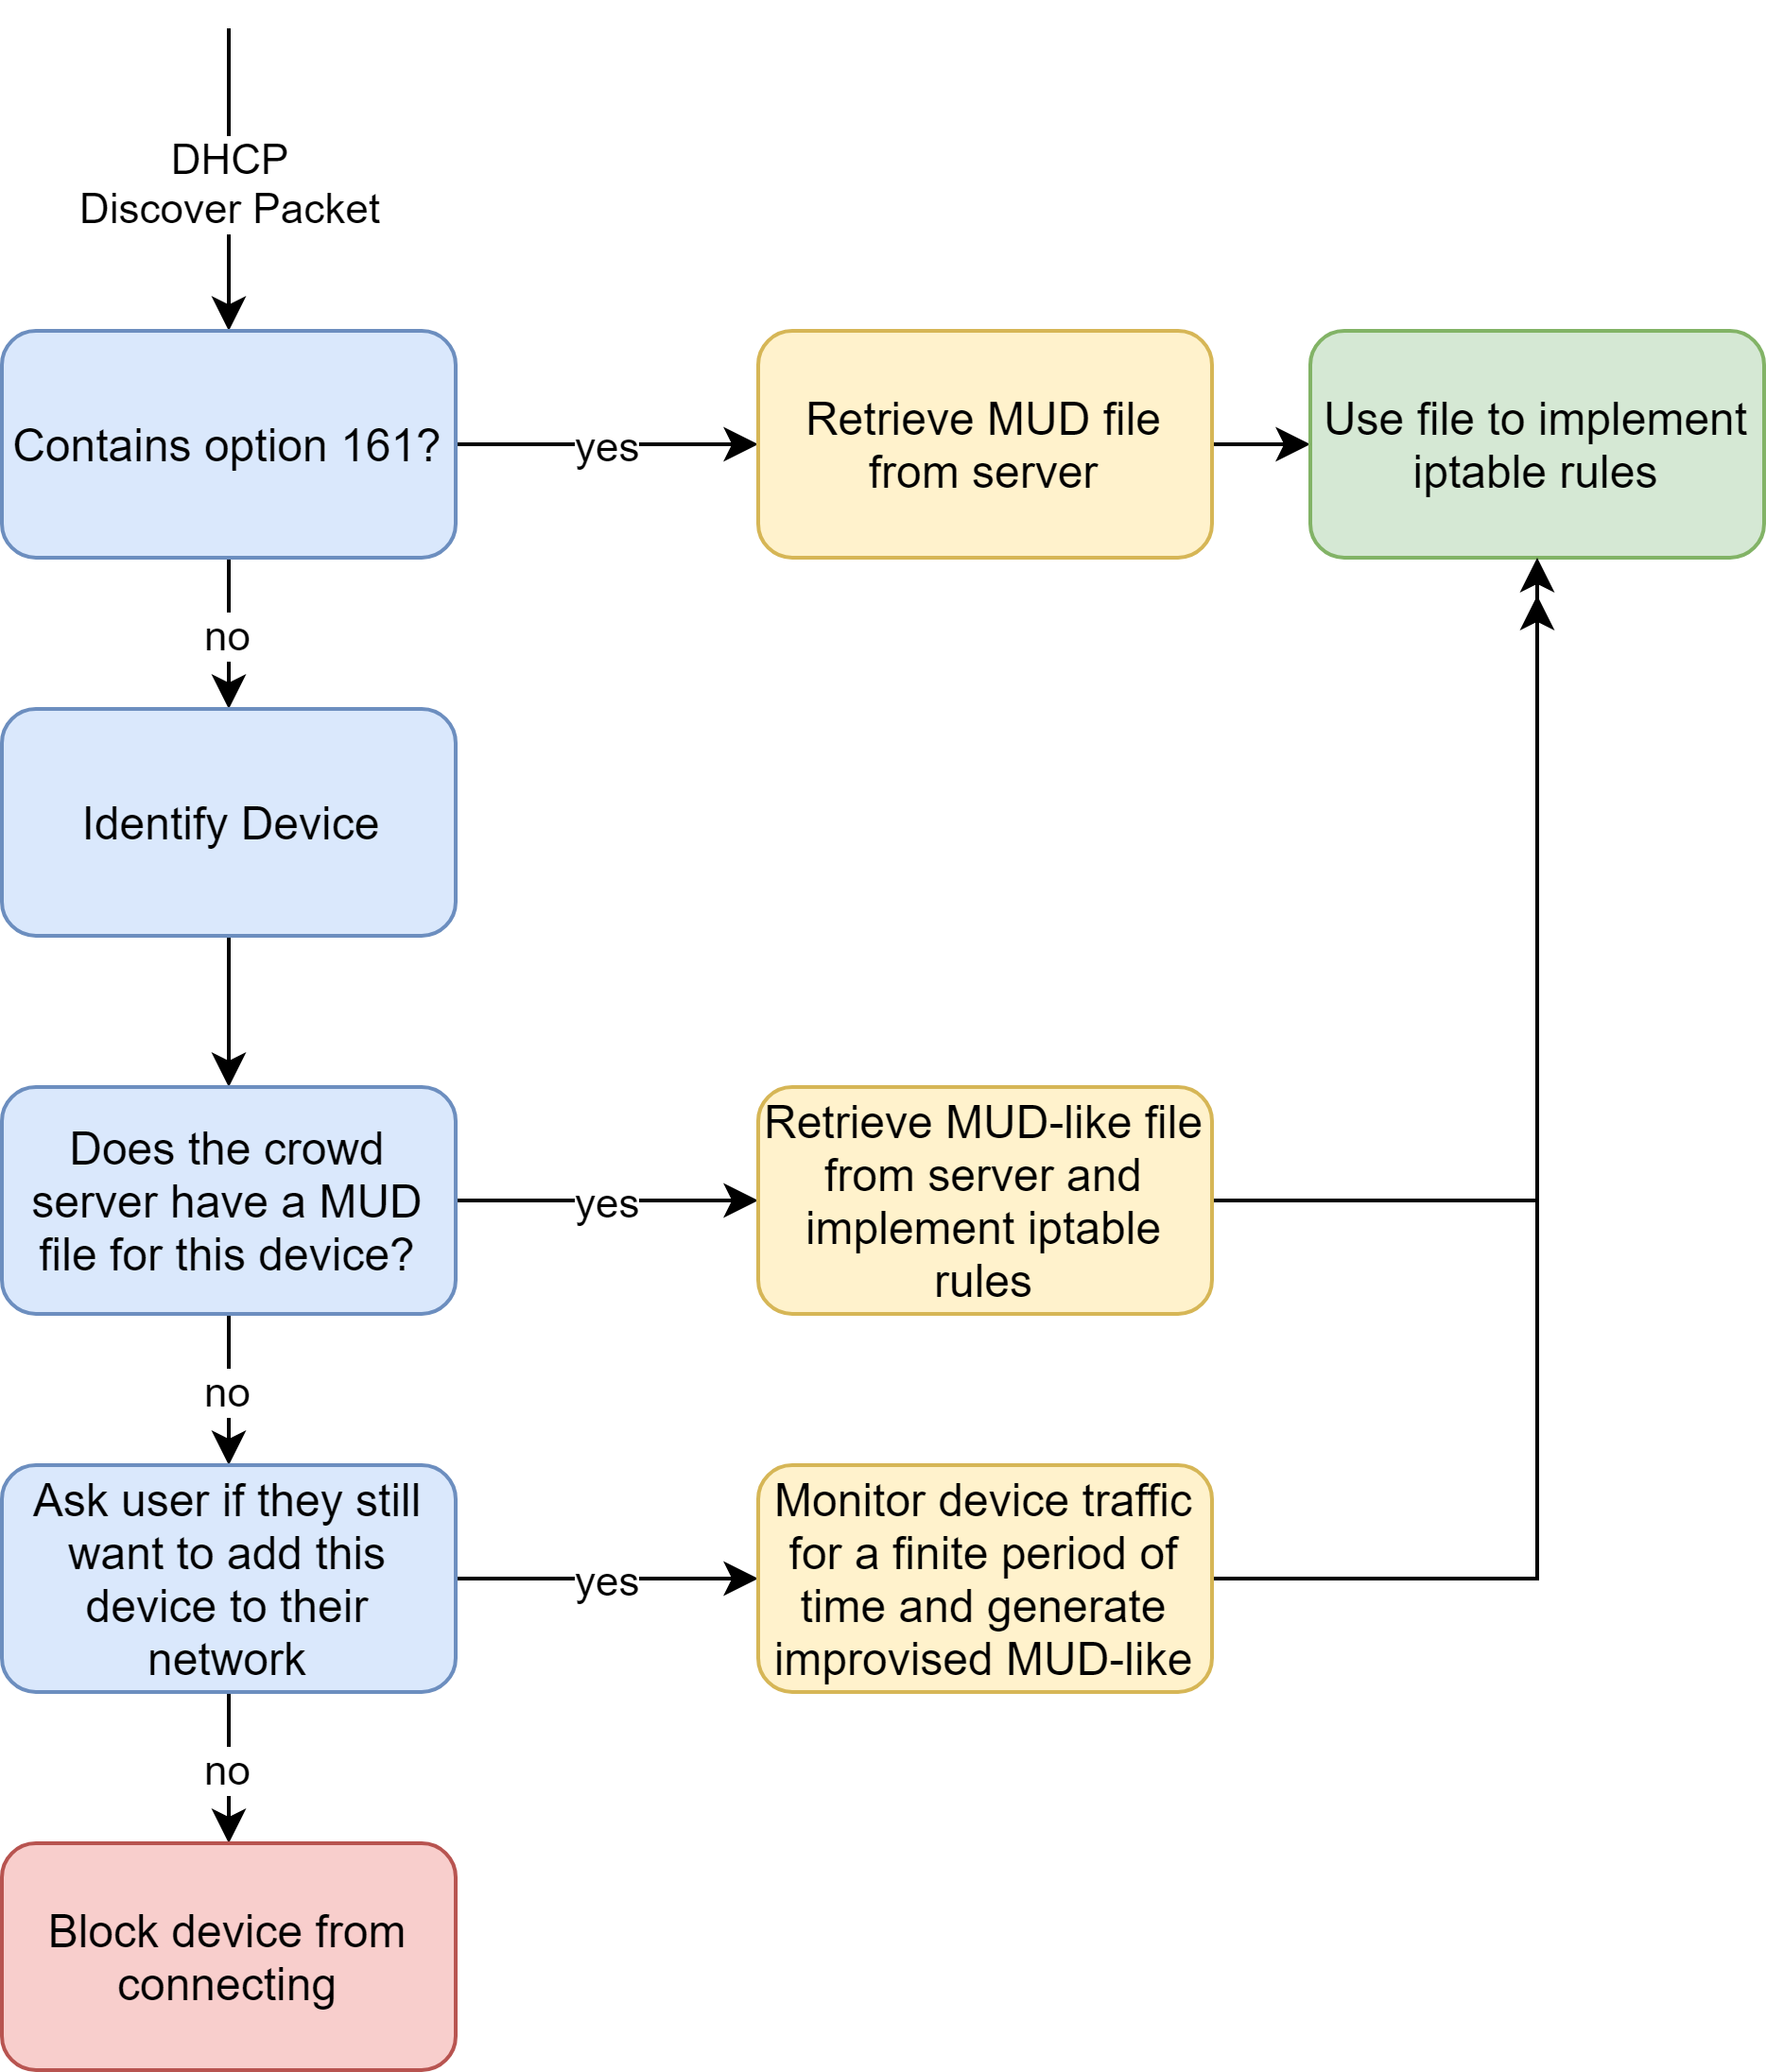 DHCP
Discover Packet
Contains option 161?
yes
Retrieve MUD file
from server
Use file to implement
iptable rules
no
Identify Device
Does the crowd
server have a MUD
file for this device?
yes
Retrieve MUD-like file
from server and
implement iptable
rules
no
Ask user if they still
want to add this
device to their
network
yes
Monitor device traffic
for a finite period of
time and generate
improvised MUD-like
no
Block device from
connecting